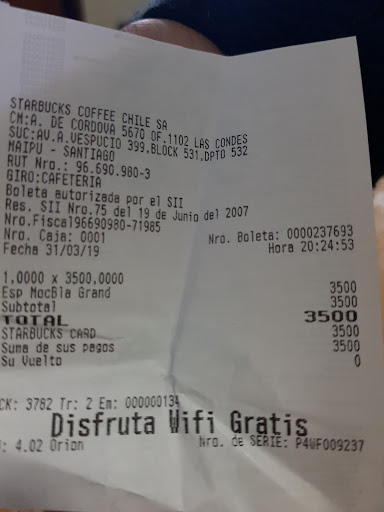 STARBUCKS COFFEE CHILE SA
CM:A. DE CORDOVA 5670 OF.1102 LAS CONDES
SUC:AV.A.VESPUCIO 399,BLOCK 531,DPTO 532
MAIPU - SANTIAGO
RUT Nro.: 96.690.980-3
GIRO:CAFETERIA
Boleta autorizada por el SII
Res. SII Nro.75 del 19 de Junio del 2007
Nro.Fiscal96690980-71985
Nro. Caja: 0001 Nro. Boleta: 0000237693
Fecha 31/03/19 Hora 20:24:53
1,0000 x 3500,0000
Esp MocBla Grand 3500
Subtotal 3500
TOTAL 3500
STARBUCKS CARD 3500
Suma de sus pagos 3500
Su Vuelto 0
CK: 3782 Tr: 2 Em: 000000134
Disfruta Wifi Gratis
: 4.02 Orion Nro. de SERIE: P4WF009237